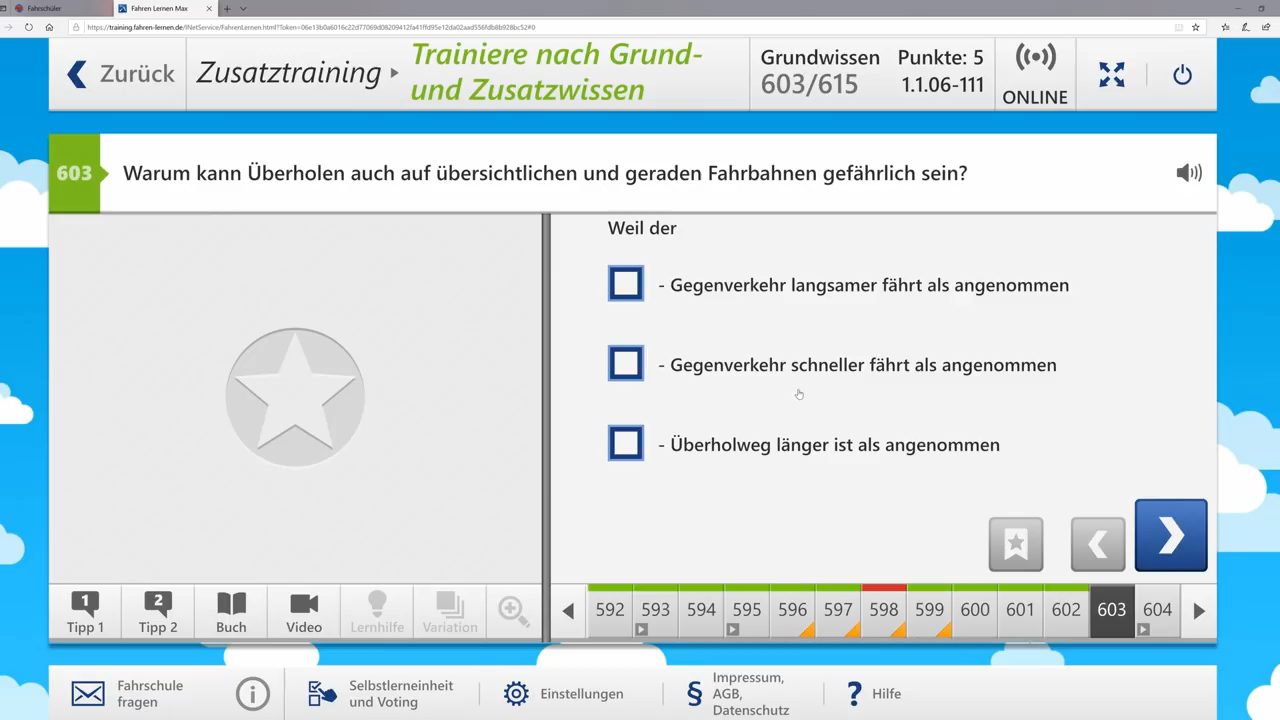 Fahrschüler
Fahren Lernen Max
Zurück
Zusatztraining
Trainiere nach Grund-
und Zusatzwissen
Grundwissen
603/615
Punkte: 5
1.1.06-111
ONLINE
603
Warum kann Überholen auch auf übersichtlichen und geraden Fahrbahnen gefährlich sein?
Weil der
- Gegenverkehr langsamer fährt als angenommen
- Gegenverkehr schneller fährt als angenommen
- Überholweg länger ist als angenommen
1
Tipp 1
2
Tipp 2
Buch
Video
Lernhilfe
Variation
592 593 594 595 596 597 598 599 600 601 602 603 604
Fahrschule
fragen
Selbstlerneinheit
und Voting
Einstellungen
§
Impressum,
AGB,
Datenschutz
?
Hilfe